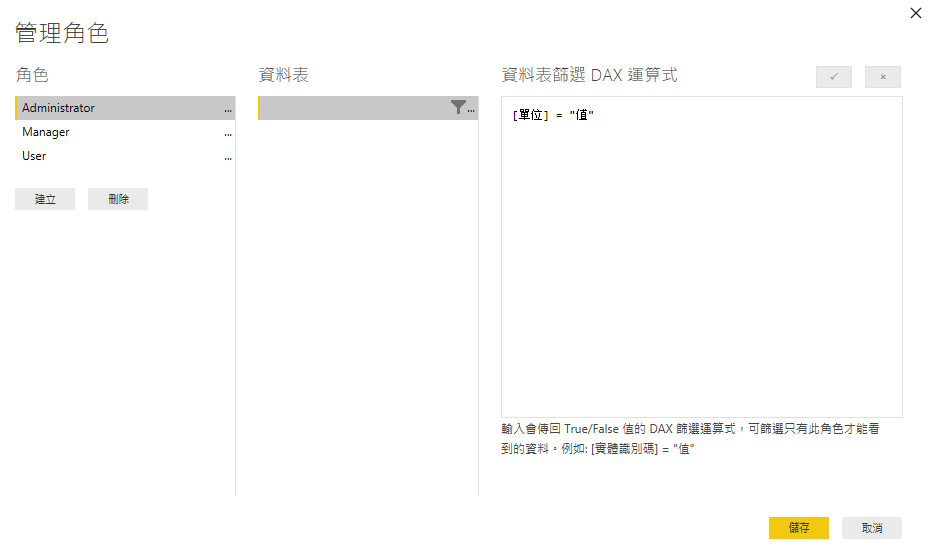 管理角色
角色
資料表
資料表篩選 DAX 運算式
Administrator
...
Manager
...
User
...
建立
刪除
...
[單位] = "值"
輸入會傳回 True/False 值的 DAX 篩選運算式，可篩選只有此角色才能看
到的資料。例如: [實體識別碼] = "值"
儲存
取消